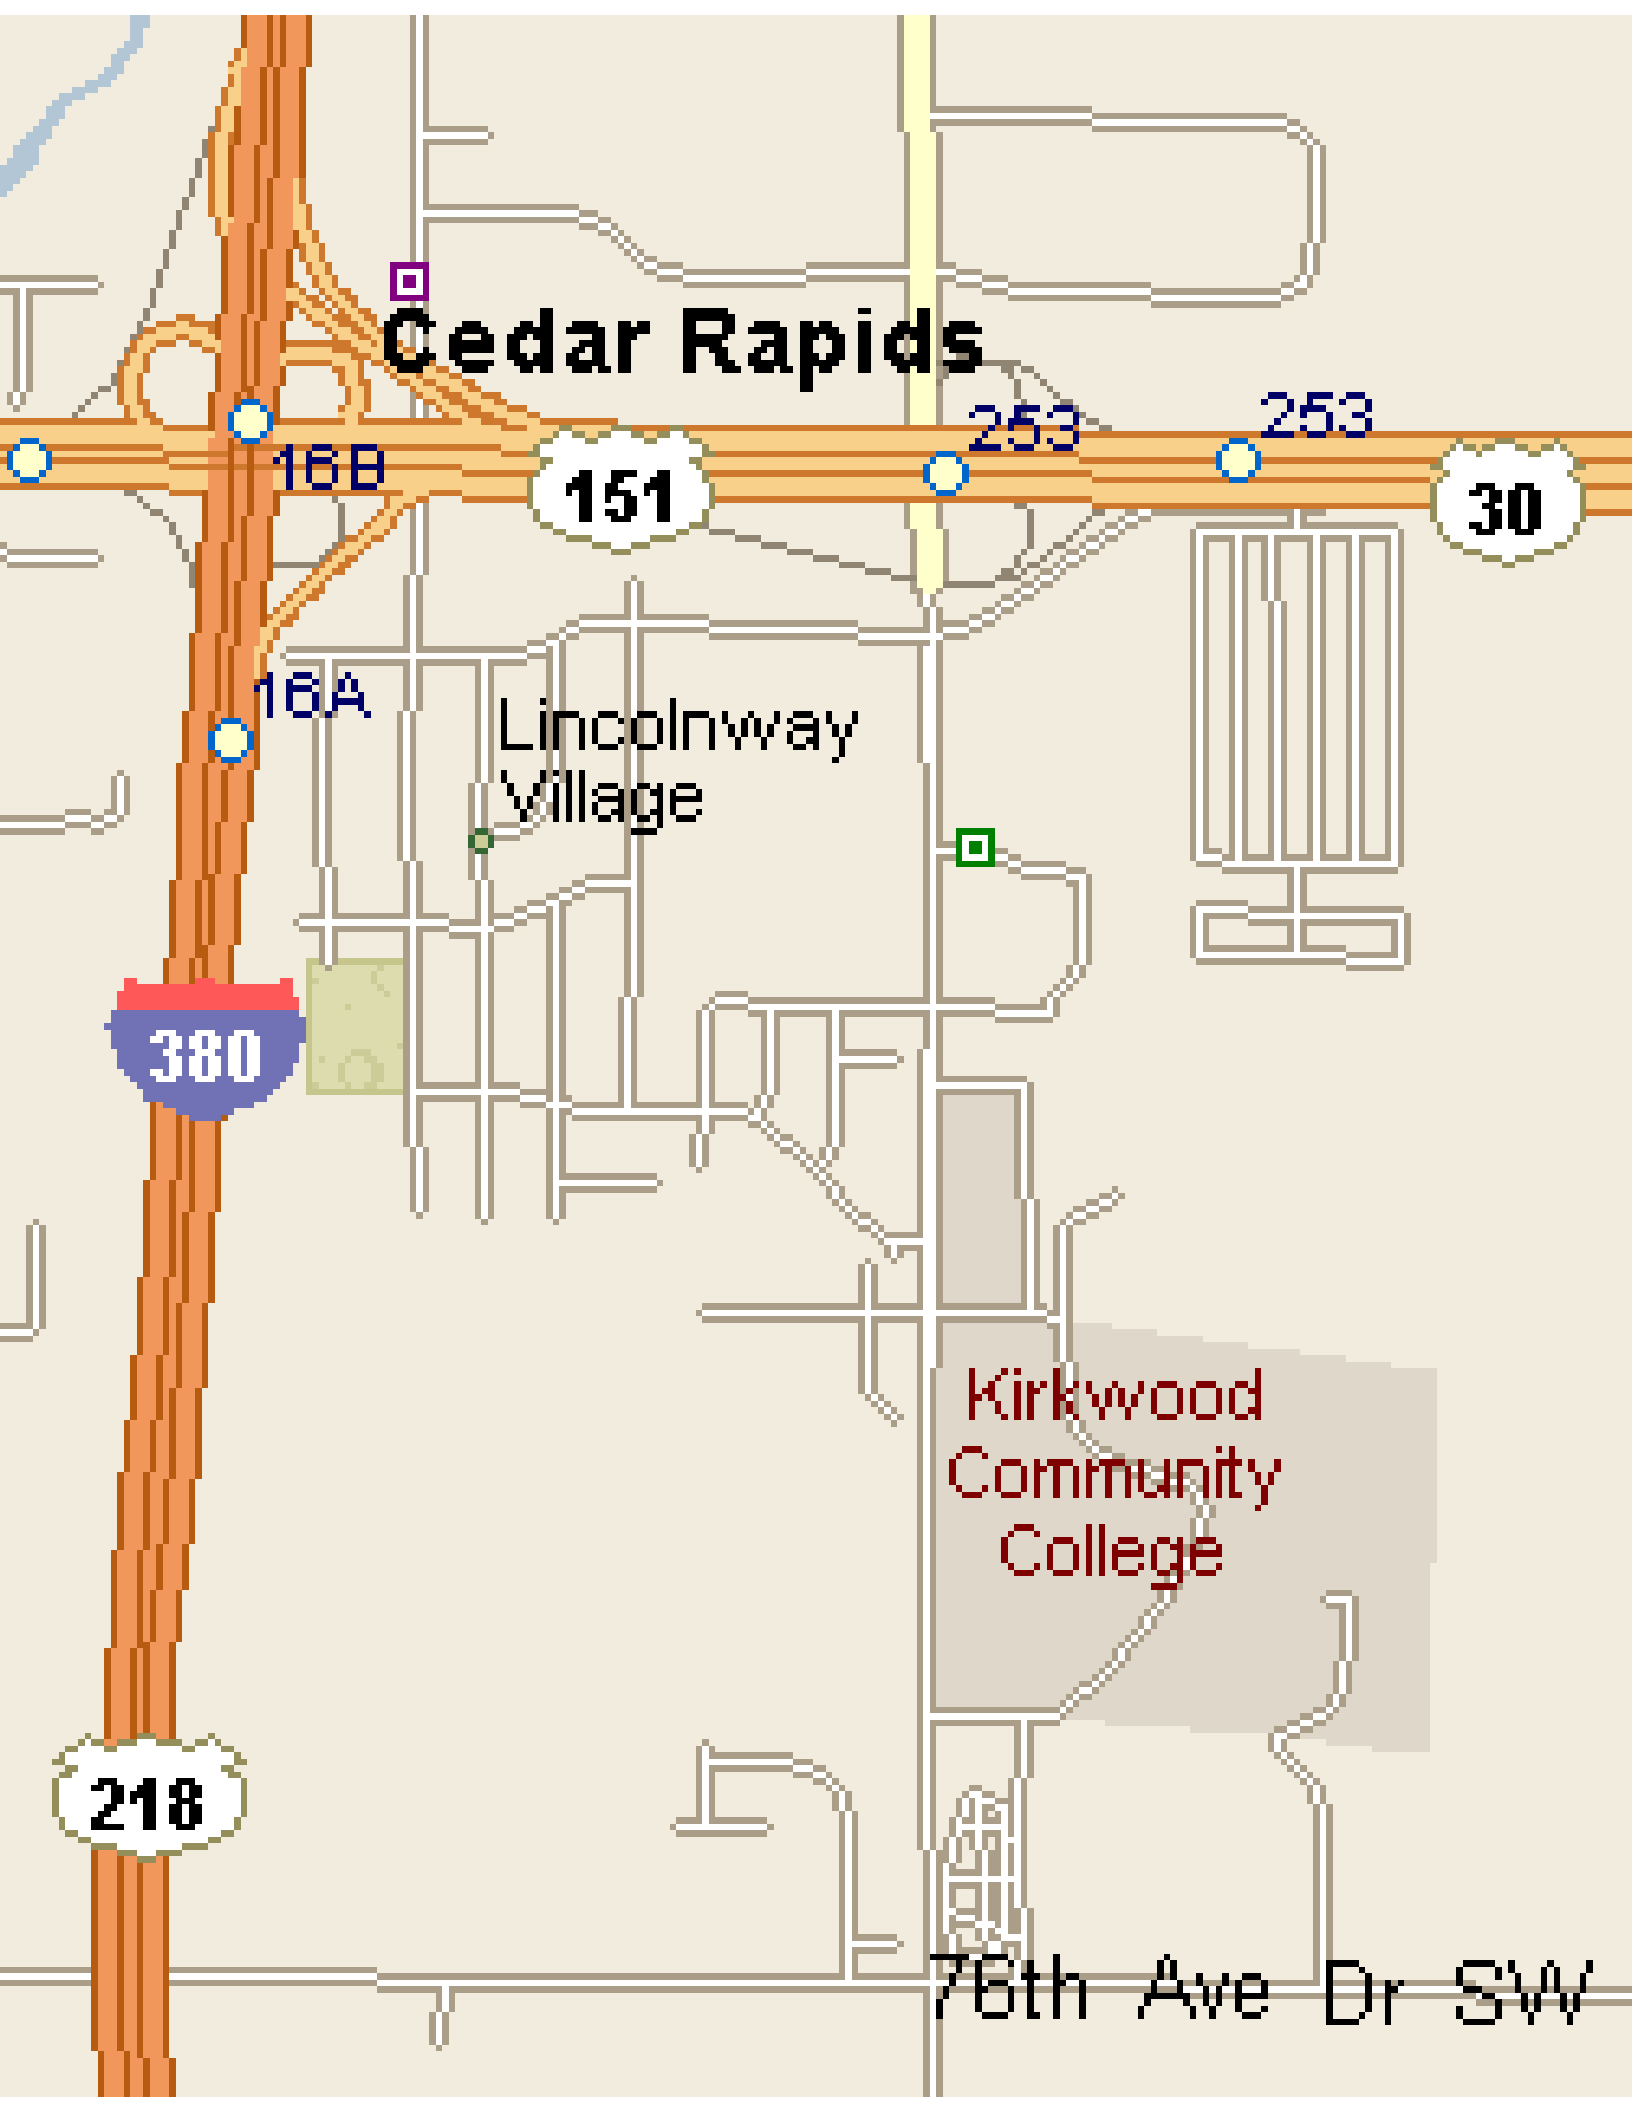 Cedar Rapids
253
253
16B
151
30
16A
Lincolnway
Village
380
Kirkwood
Community
College
218
76th Ave Dr SW